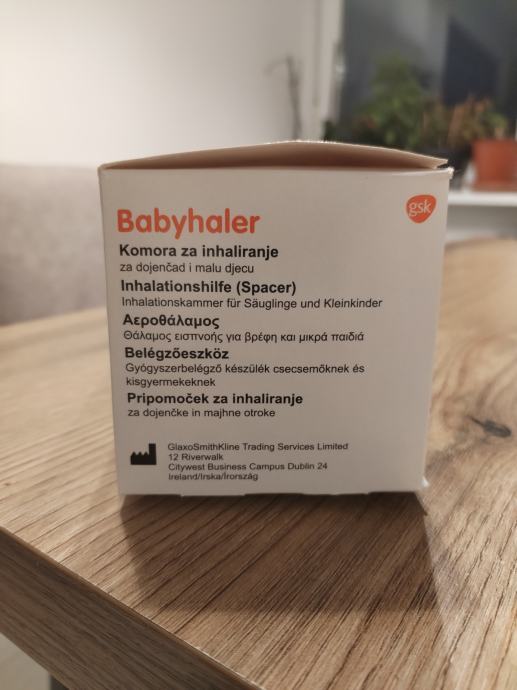 gsk
Babyhaler
Komora za inhaliranje
za dojenčad i malu djecu
Inhalationshilfe (Spacer)
Inhalationskammer für Säuglinge und Kleinkinder
Αεροθάλαμος
Θάλαμος εισπνοής για βρέφη και μικρά παιδιά
Belégzőeszköz
Gyógyszerbelégző készülék csecsemőknek és
kisgyermekeknek
Pripomoček za inhaliranje
za dojenčke in majhne otroke
GlaxoSmithKline Trading Services Limited
12 Riverwalk
Citywest Business Campus Dublin 24
Ireland/Irska/Írország